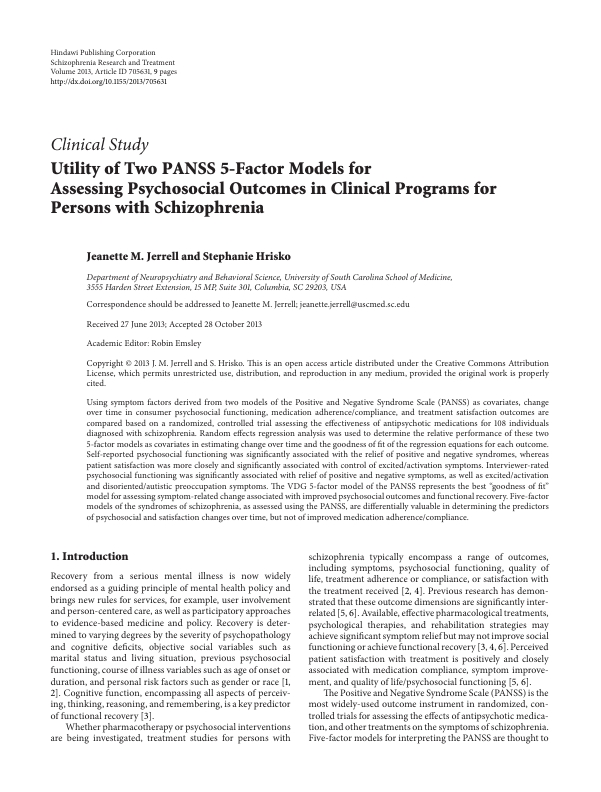 Hindawi Publishing Corporation
Schizophrenia Research and Treatment
Volume 2013, Article ID 705631, 9 pages
http://dx.doi.org/10.1155/2013/705631
Clinical Study
Utility of Two PANSS 5-Factor Models for
Assessing Psychosocial Outcomes in Clinical Programs for
Persons with Schizophrenia
Jeanette M. Jerrell and Stephanie Hrisko
Department of Neuropsychiatry and Behavioral Science, University of South Carolina School of Medicine,
3555 Harden Street Extension, 15 MP, Suite 301, Columbia, SC 29203, USA
Correspondence should be addressed to Jeanette M. Jerrell; jeanette.jerrell@uscmed.sc.edu
Received 27 June 2013; Accepted 28 October 2013
Academic Editor: Robin Emsley
Copyright © 2013 J. M. Jerrell and S. Hrisko. This is an open access article distributed under the Creative Commons Attribution
License, which permits unrestricted use, distribution, and reproduction in any medium, provided the original work is properly
cited.
Using symptom factors derived from two models of the Positive and Negative Syndrome Scale (PANSS) as covariates, change
over time in consumer psychosocial functioning, medication adherence/compliance, and treatment satisfaction outcomes are
compared based on a randomized, controlled trial assessing the effectiveness of antipsychotic medications for 108 individuals
diagnosed with schizophrenia. Random effects regression analysis was used to determine the relative performance of these two
5-factor models as covariates in estimating change over time and the goodness of fit of the regression equations for each outcome.
Self-reported psychosocial functioning was significantly associated with the relief of positive and negative syndromes, whereas
patient satisfaction was more closely and significantly associated with control of excited/activation symptoms. Interviewer-rated
psychosocial functioning was significantly associated with relief of positive and negative symptoms, as well as excited/activation
and disoriented/autistic preoccupation symptoms. The VDG 5-factor model of the PANSS represents the best “goodness of fit”
model for assessing symptom-related change associated with improved psychosocial outcomes and functional recovery. Five-factor
models of the syndromes of schizophrenia, as assessed using the PANSS, are differentially valuable in determining the predictors
of psychosocial and satisfaction changes over time, but not of improved medication adherence/compliance.
1. Introduction
Recovery from a serious mental illness is now widely
endorsed as a guiding principle of mental health policy and
brings new rules for services, for example, user involvement
and person-centered care, as well as participatory approaches
to evidence-based medicine and policy. Recovery is deter-
mined to varying degrees by the severity of psychopathology
and cognitive deficits, objective social variables such as
marital status and living situation, previous psychosocial
functioning, course of illness variables such as age of onset or
duration, and personal risk factors such as gender or race [1,
2]. Cognitive function, encompassing all aspects of perceiv-
ing, thinking, reasoning, and remembering, is a key predictor
of functional recovery [3].
Whether pharmacotherapy or psychosocial interventions
are being investigated, treatment studies for persons with
schizophrenia typically encompass a range of outcomes,
including symptoms, psychosocial functioning, quality of
life, treatment adherence or compliance, or satisfaction with
the treatment received [2, 4]. Previous research has demon-
strated that these outcome dimensions are significantly inter-
related [5, 6]. Available, effective pharmacological treatments,
psychological therapies, and rehabilitation strategies may
achieve significant symptom relief but may not improve social
functioning or achieve functional recovery [3, 4, 6]. Perceived
patient satisfaction with treatment is positively and closely
associated with medication compliance, symptom improve-
ment, and quality of life/psychosocial functioning [5, 6].
The Positive and Negative Syndrome Scale (PANSS) is the
most widely-used outcome instrument in randomized, con-
trolled trials for assessing the effects of antipsychotic medica-
tion, and other treatments on the symptoms of schizophrenia.
Five-factor models for interpreting the PANSS are thought to